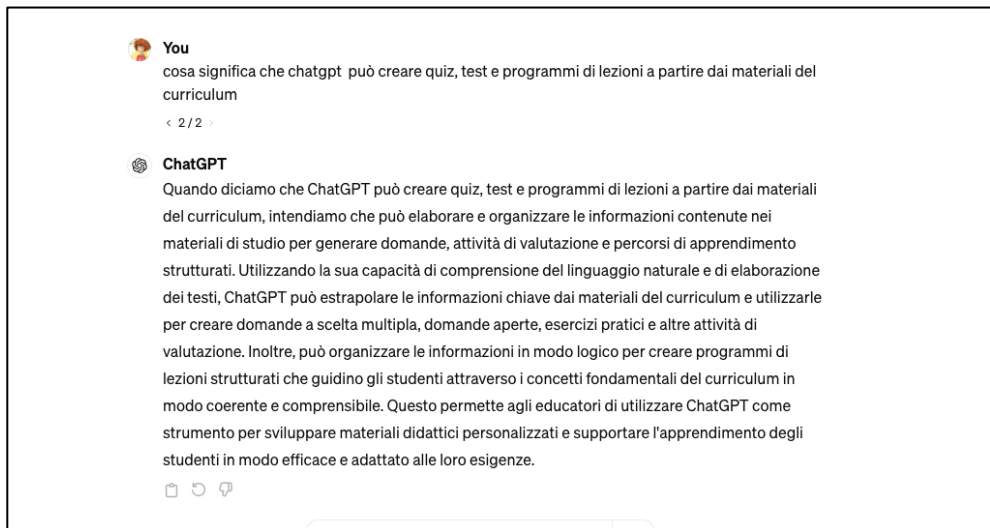 You
cosa significa che chatgpt può creare quiz, test e programmi di lezioni a partire dai materiali del
curriculum
< 2 / 2 >
ChatGPT
Quando diciamo che ChatGPT può creare quiz, test e programmi di lezioni a partire dai materiali
del curriculum, intendiamo che può elaborare e organizzare le informazioni contenute nei
materiali di studio per generare domande, attività di valutazione e percorsi di apprendimento
strutturati. Utilizzando la sua capacità di comprensione del linguaggio naturale e di elaborazione
dei testi, ChatGPT può estrapolare le informazioni chiave dai materiali del curriculum e utilizzarle
per creare domande a scelta multipla, domande aperte, esercizi pratici e altre attività di
valutazione. Inoltre, può organizzare le informazioni in modo logico per creare programmi di
lezioni strutturati che guidino gli studenti attraverso i concetti fondamentali del curriculum in
modo coerente e comprensibile. Questo permette agli educatori di utilizzare ChatGPT come
strumento per sviluppare materiali didattici personalizzati e supportare l'apprendimento degli
studenti in modo efficace e adattato alle loro esigenze.